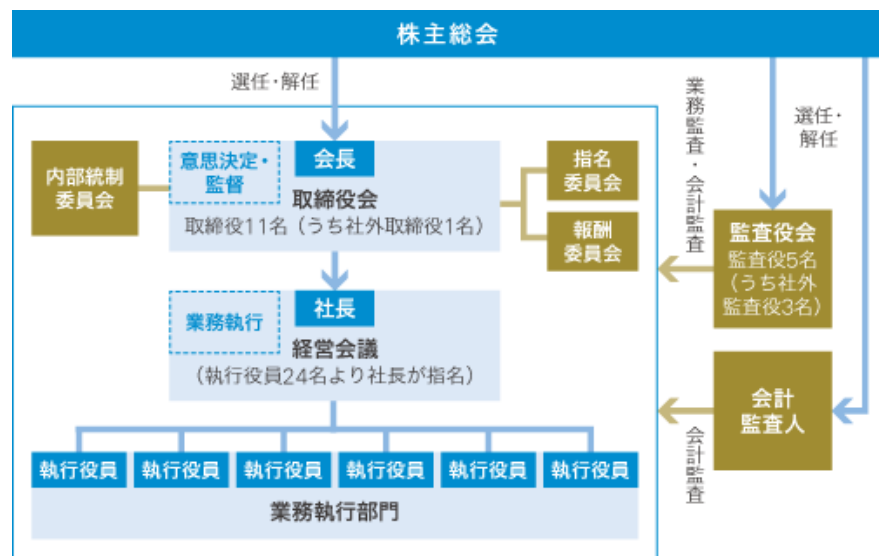 株主総会
選任・解任
業務監査・会計監査
選任・
解任
内部統制
委員会
意思決定・
監督
会長
取締役会
取締役11名（うち社外取締役1名）
指名
委員会
報酬
委員会
監査役会
監査役5名
（うち社外
監査役3名）
業務執行
社長
経営会議
（執行役員24名より社長が指名）
会計
監査人
会計監査
執行役員
執行役員
執行役員
執行役員
執行役員
執行役員
業務執行部門